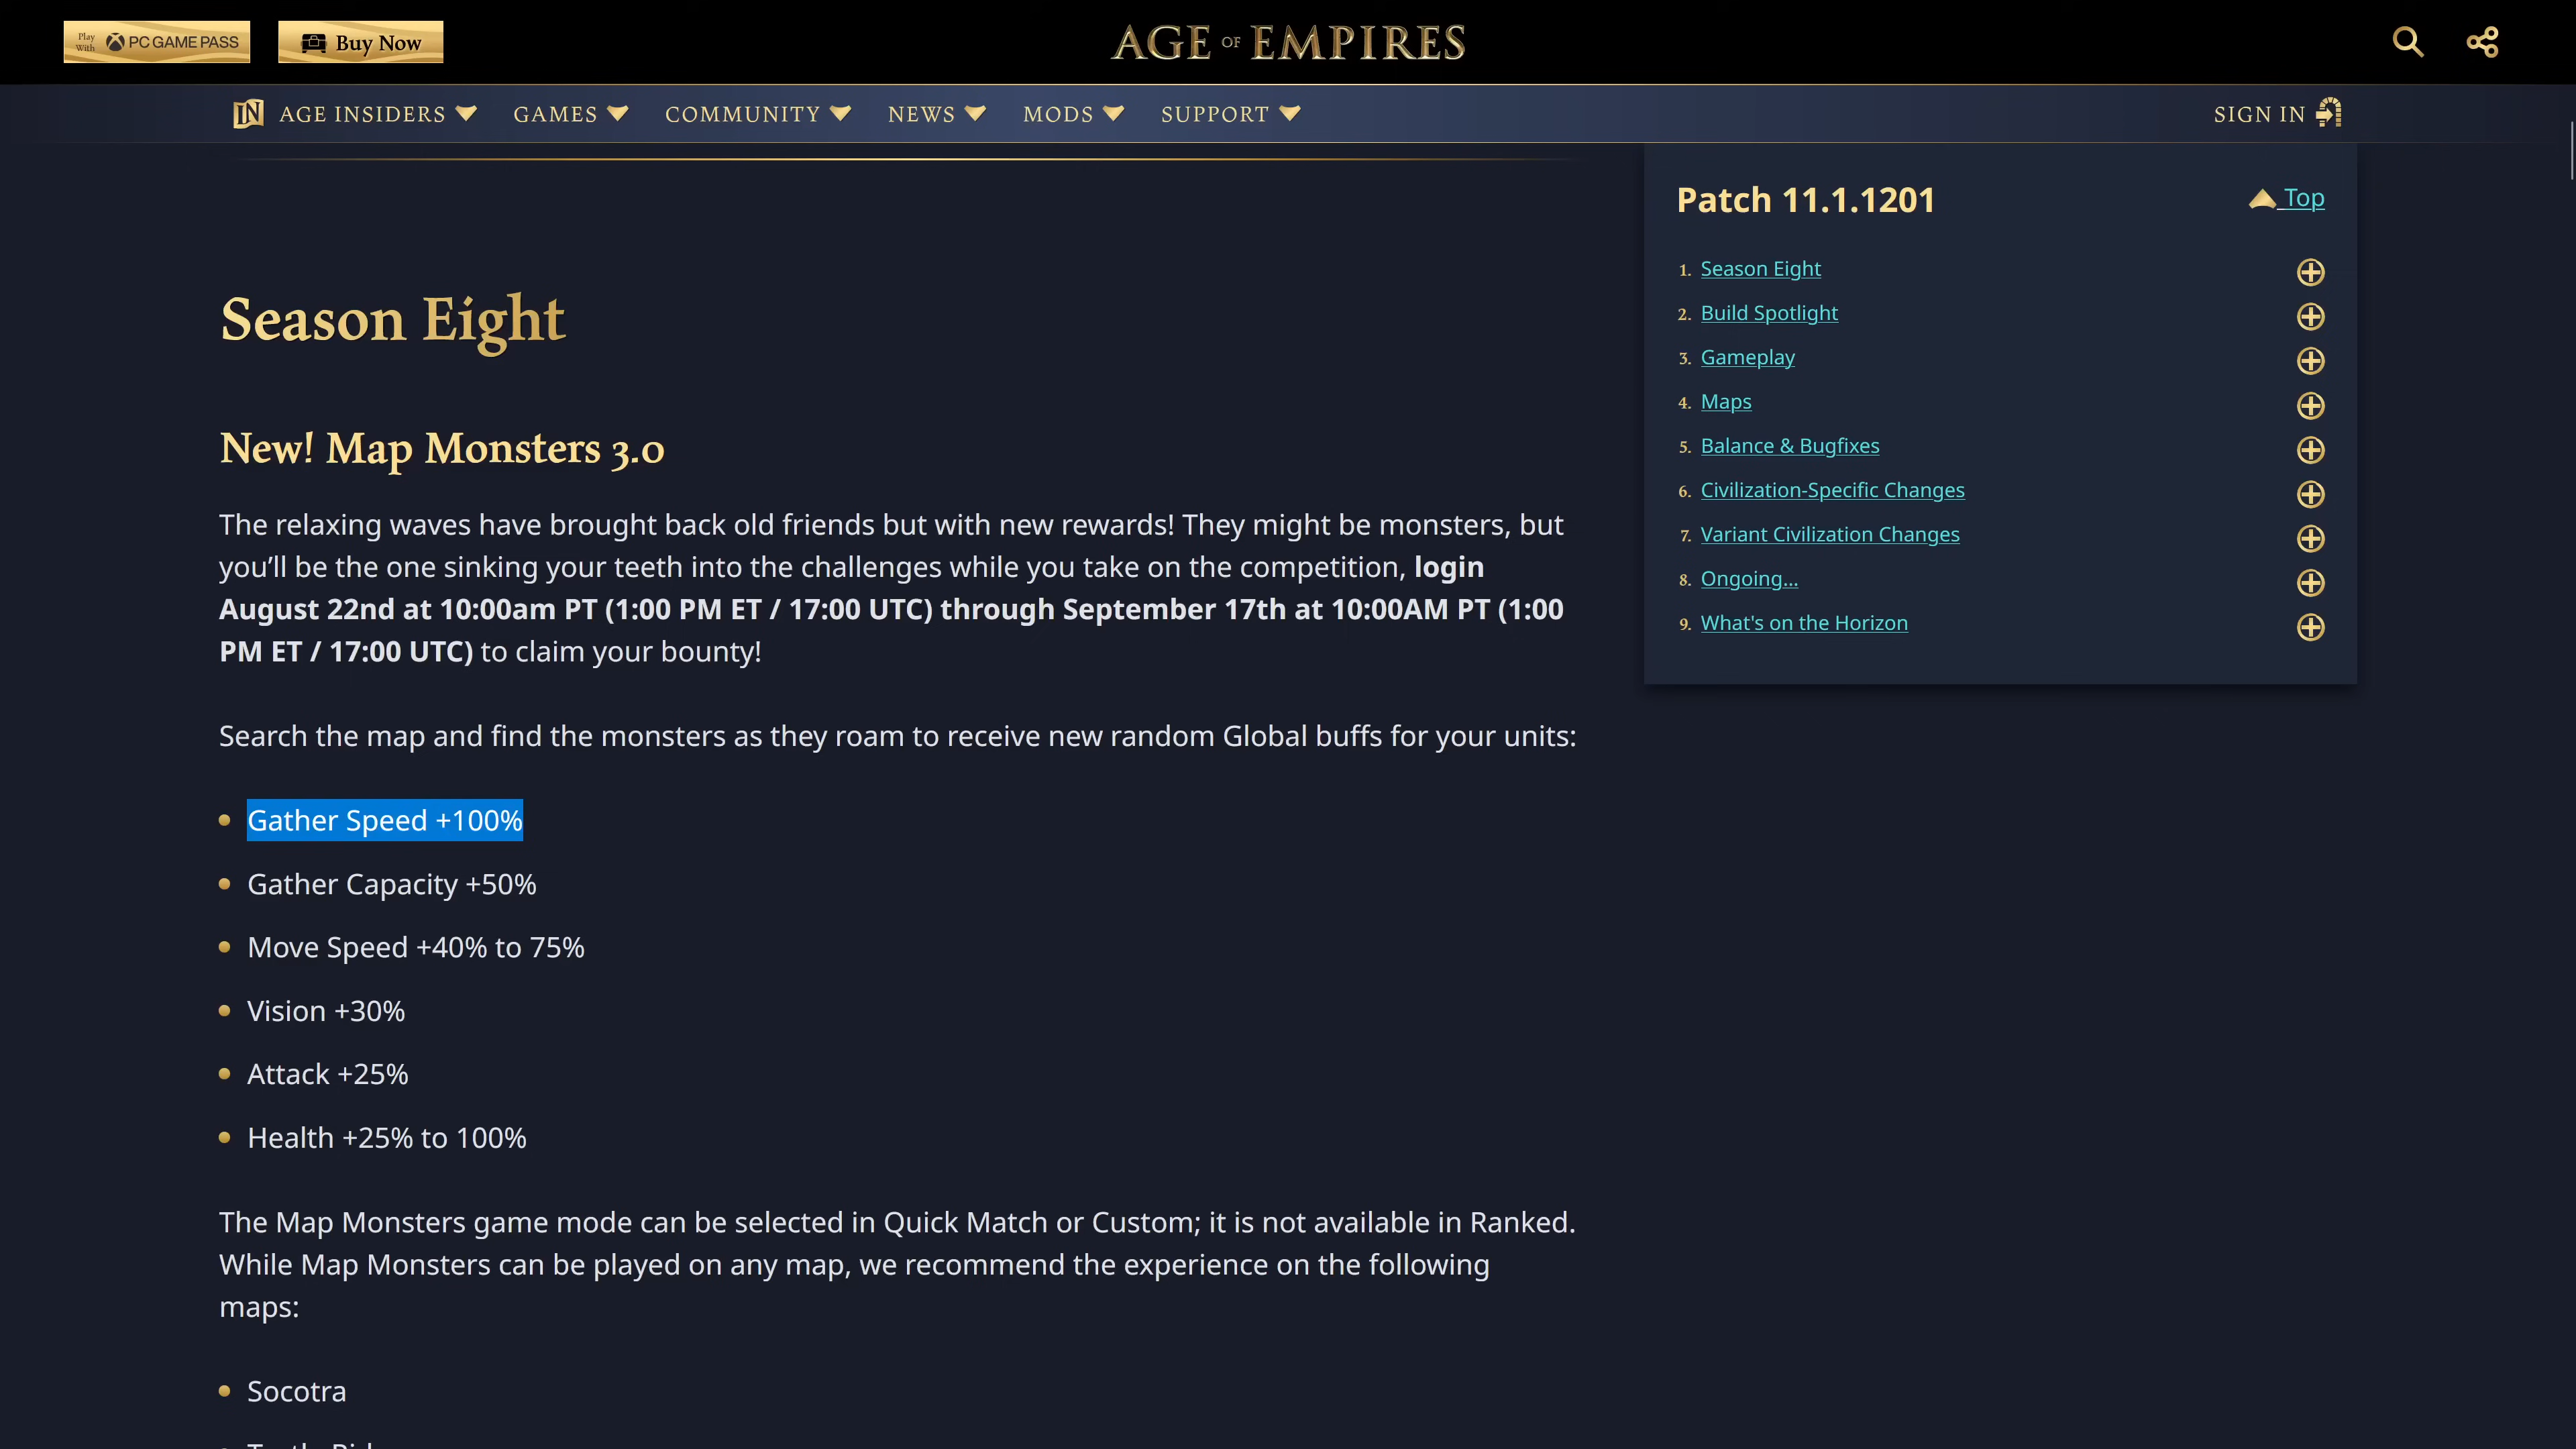 Play With PC GAME PASS
Buy Now
AGE OF EMPIRES
IN AGE INSIDERS
GAMES
COMMUNITY
NEWS
MODS
SUPPORT
SIGN IN
Season Eight
New! Map Monsters 3.0
The relaxing waves have brought back old friends but with new rewards! They might be monsters, but
you’ll be the one sinking your teeth into the challenges while you take on the competition, login
August 22nd at 10:00am PT (1:00 PM ET / 17:00 UTC) through September 17th at 10:00AM PT (1:00
PM ET / 17:00 UTC) to claim your bounty!
Search the map and find the monsters as they roam to receive new random Global buffs for your units:
Gather Speed +100%
Gather Capacity +50%
Move Speed +40% to 75%
Vision +30%
Attack +25%
Health +25% to 100%
The Map Monsters game mode can be selected in Quick Match or Custom; it is not available in Ranked.
While Map Monsters can be played on any map, we recommend the experience on the following
maps:
Socotra
Patch 11.1.1201
Top
1. Season Eight
2. Build Spotlight
3. Gameplay
4. Maps
5. Balance & Bugfixes
6. Civilization-Specific Changes
7. Variant Civilization Changes
8. Ongoing...
9. What's on the Horizon